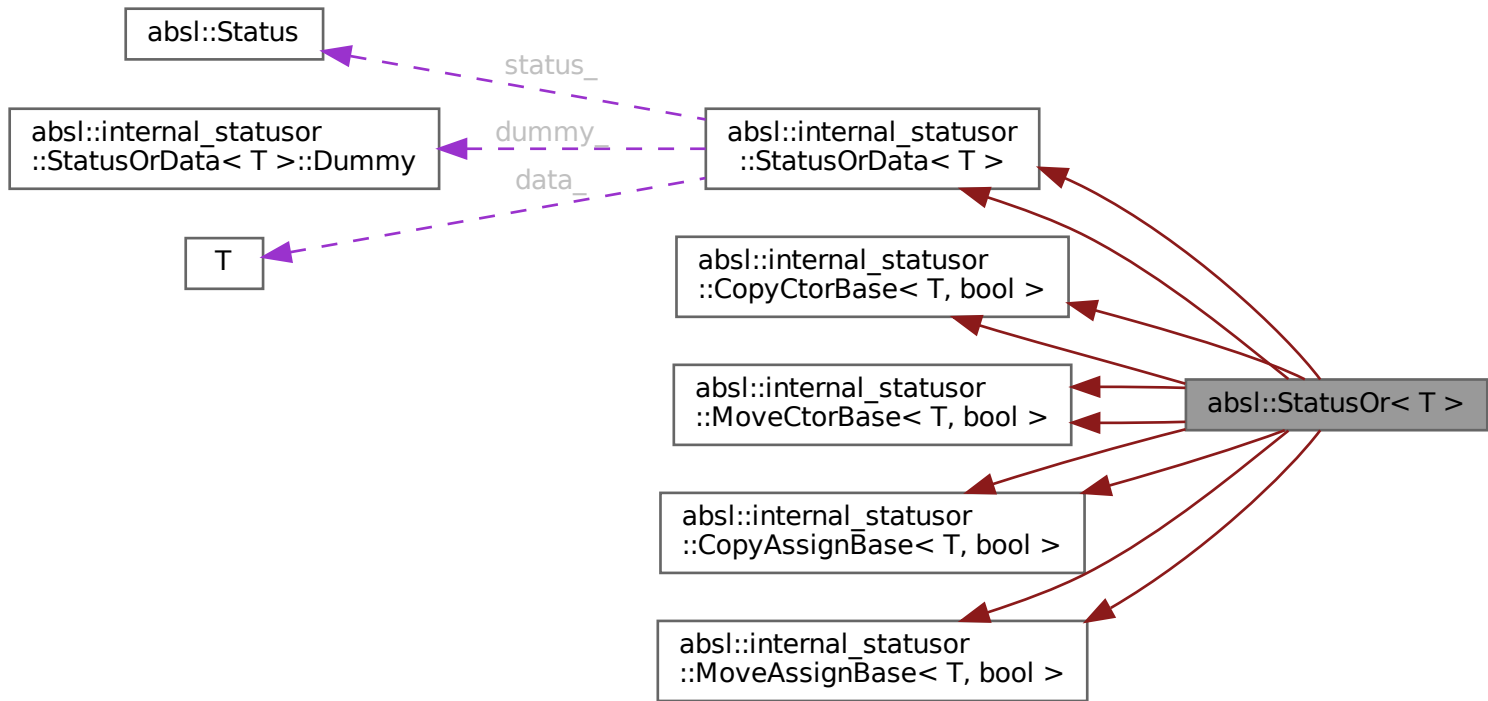 absl::Status
status_
absl::internal_statusor
::StatusOrData< T >::Dummy
dummy_
absl::internal_statusor
::StatusOrData< T >
data_
T
absl::internal_statusor
::CopyCtorBase< T, bool >
absl::internal_statusor
::MoveCtorBase< T, bool >
absl::StatusOr< T >
absl::internal_statusor
::CopyAssignBase< T, bool >
absl::internal_statusor
::MoveAssignBase< T, bool >